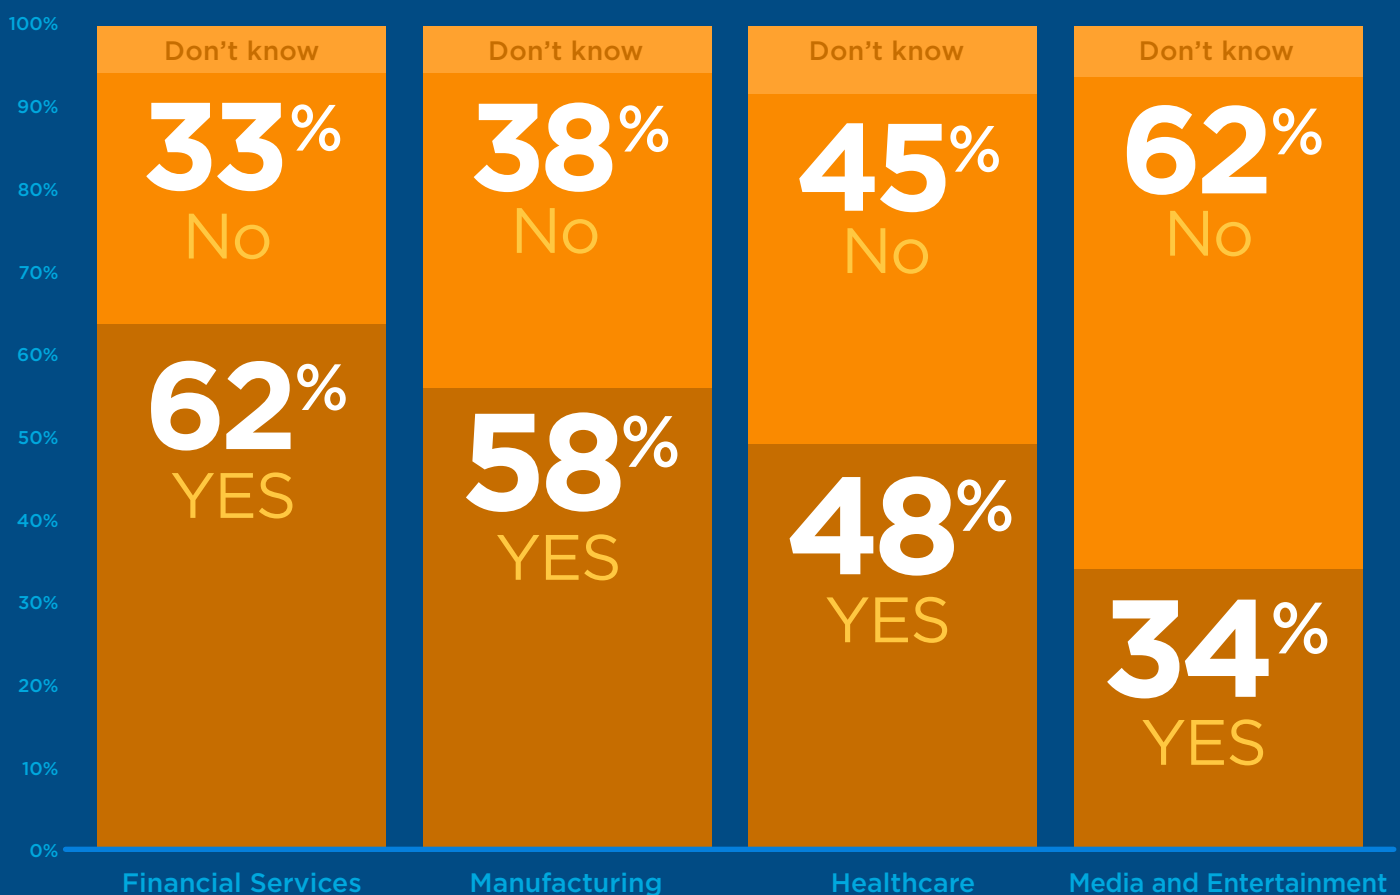 100%
90%
80%
70%
60%
50%
40%
30%
20%
10%
0%
Don't know
33%
No
62%
YES
Financial Services
Don't know
38%
No
58%
YES
Manufacturing
Don't know
45%
No
48%
YES
Healthcare
Don't know
62%
No
34%
YES
Media and Entertainment